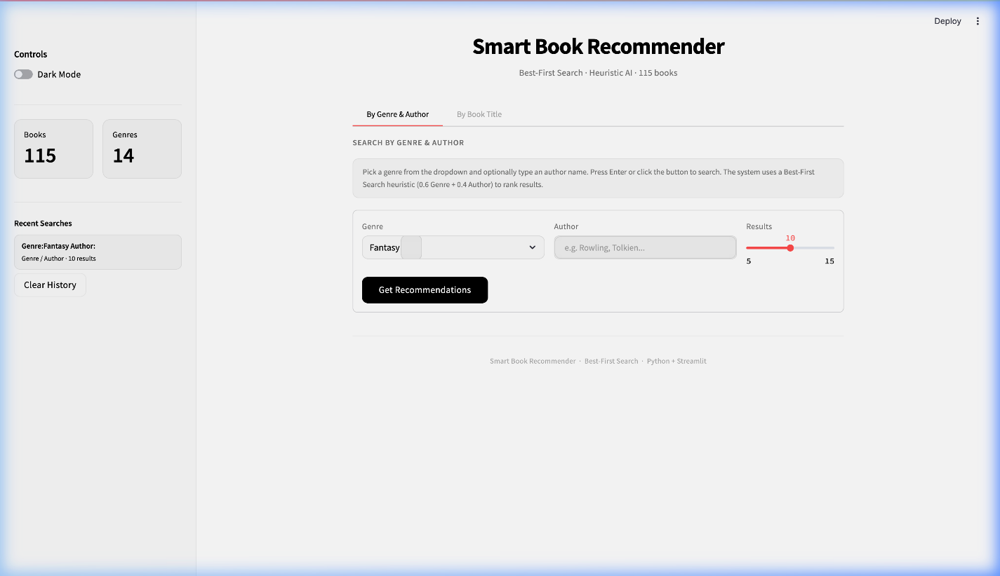 Deploy
Controls
Dark Mode
Books
115
Genres
14
Recent Searches
Genre:Fantasy Author:
Genre / Author · 10 results
Clear History
Smart Book Recommender
Best-First Search · Heuristic AI · 115 books
By Genre & Author
By Book Title
SEARCH BY GENRE & AUTHOR
Pick a genre from the dropdown and optionally type an author name. Press Enter or click the button to search. The system uses a Best-First
Search heuristic (0.6 Genre + 0.4 Author) to rank results.
Genre
Fantasy
Author
e.g. Rowling, Tolkien...
Results
10
5
15
Get Recommendations
Smart Book Recommender · Best-First Search · Python + Streamlit